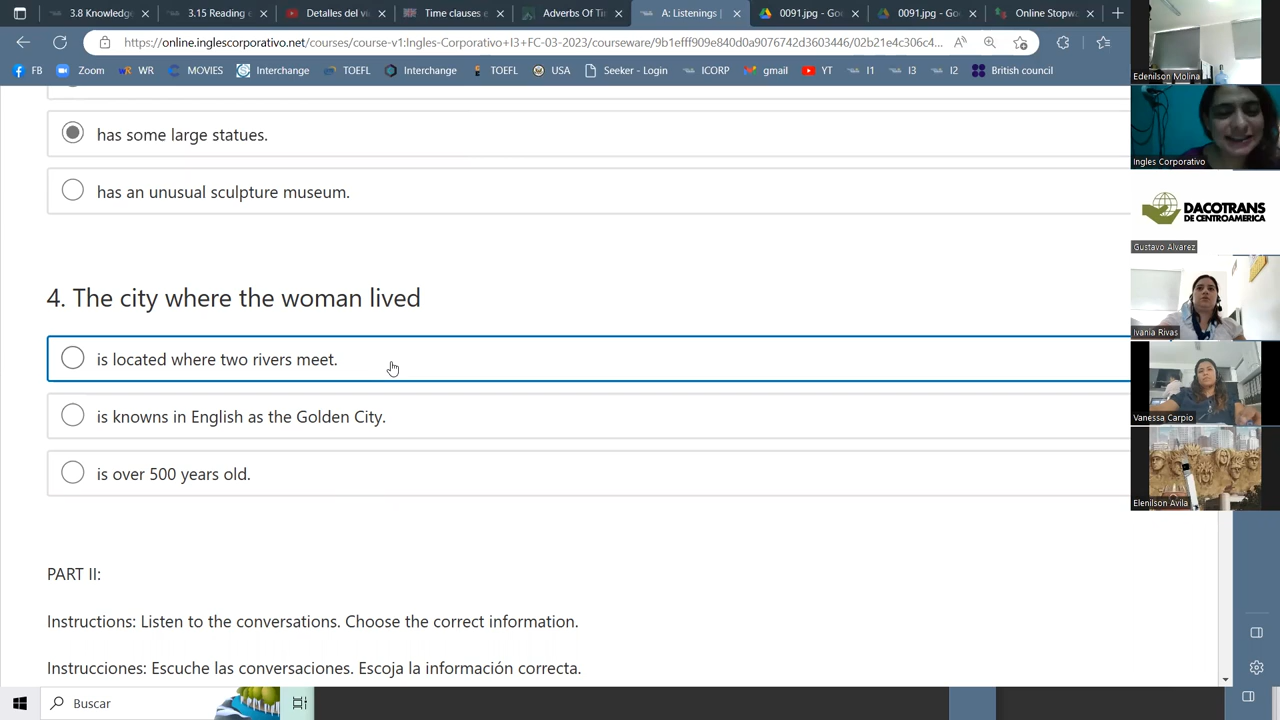 3.8 Knowledge
3.15 Reading
Detalles del vi
Time clauses
Adverbs Of Ti
A: Listenings |
0091.jpg - Go
0091.jpg - Go
Online Stopw
https://online.inglescorporativo.net/courses/course-v1:Ingles-Corporativo+I3+FC-03-2023/courseware/9b1efff909e840d0a9076742d3603446/02b21e4c306c4...
FB
Zoom
WR
MOVIES
Interchange
TOEFL
Interchange
TOEFL
USA
Seeker - Login
ICORP
gmail
YT
I1
I3
I2
British council
has some large statues.
has an unusual sculpture museum.
4. The city where the woman lived
is located where two rivers meet.
is knowns in English as the Golden City.
is over 500 years old.
PART II:
Instructions: Listen to the conversations. Choose the correct information.
Instrucciones: Escuche las conversaciones. Escoja la información correcta.
Buscar
Edenilson Molina
Ingles Corporativo
DACOTRANS
DE CENTROAMERICA
Gustavo Alvarez
Ivania Rivas
Vanessa Carpio
Elenilson Avila